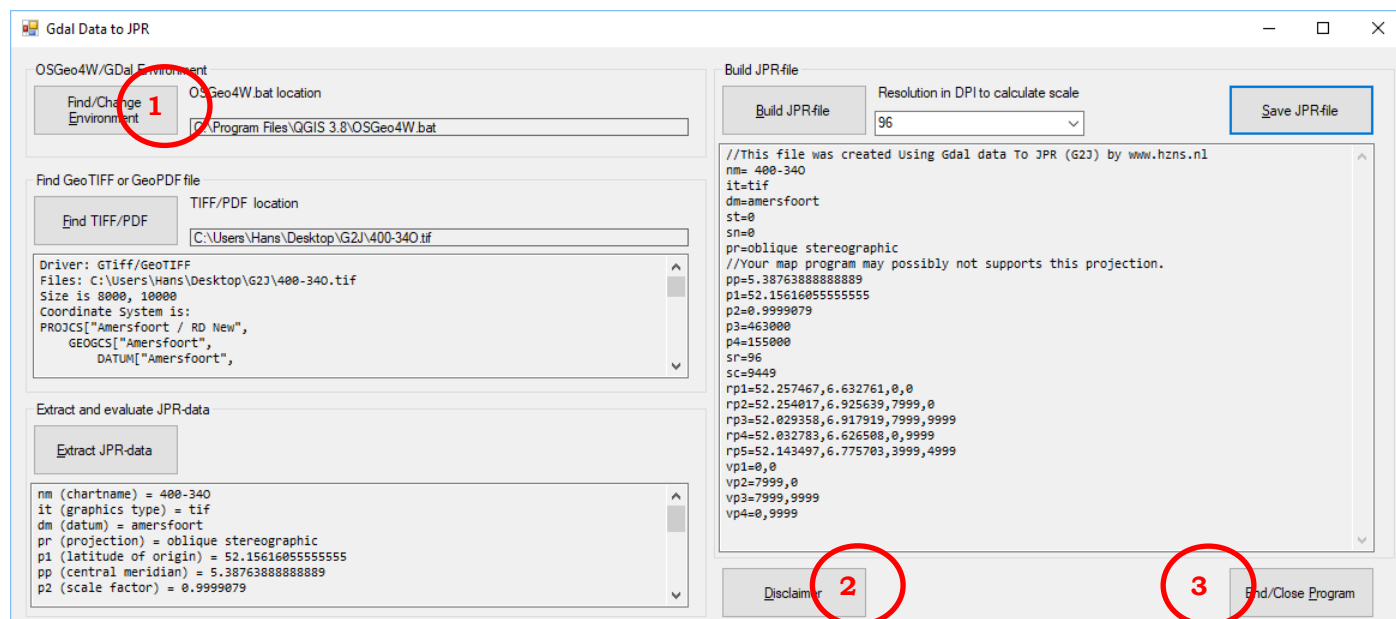 Gdal Data to JPR
OSGeo4W/GDal Environment
Find/Change
Environment
1
OSGeo4W.bat location
C:\Program Files\QGIS 3.8\OSGeo4W.bat
Find GeoTIFF or GeoPDF file
Find TIFF/PDF
TIFF/PDF location
C:\Users\Hans\Desktop\G2J\400-34O.tif
Driver: GTiff/GeoTIFF
Files: C:\Users\Hans\Desktop\G2J\400-34O.tif
Size is 8000, 10000
Coordinate System is:
PROJCS["Amersfoort / RD New",
    GEOGCS["Amersfoort",
        DATUM["Amersfoort",
Extract and evaluate JPR-data
Extract JPR-data
nm (chartname) = 400-34O
it (graphics type) = tif
dm (datum) = amersfoort
pr (projection) = oblique stereographic
p1 (latitude of origin) = 52.15616055555555
pp (central meridian) = 5.38763888888889
p2 (scale factor) = 0.9999079
Build JPR-file
Build JPR-file
Resolution in DPI to calculate scale
96
Save JPR-file
//This file was created Using Gdal data To JPR (G2J) by www.hzns.nl
nm= 400-34O
it=tif
dm=amersfoort
st=0
sn=0
pr=oblique stereographic
//Your map program may possibly not supports this projection.
pp=5.38763888888889
p1=52.15616055555555
p2=0.9999079
p3=463000
p4=155000
sr=96
sc=9449
rp1=52.257467,6.632761,0,0
rp2=52.254017,6.925639,7999,0
rp3=52.029358,6.917919,7999,9999
rp4=52.032783,6.626508,0,9999
rp5=52.143497,6.775703,3999,4999
vp1=0,0
vp2=7999,0
vp3=7999,9999
vp4=0,9999
Disclaimer
2
3
End/Close Program